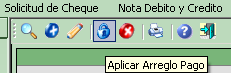 Solicitud de Cheque Nota Debito y Credito
Aplicar Arreglo Pago